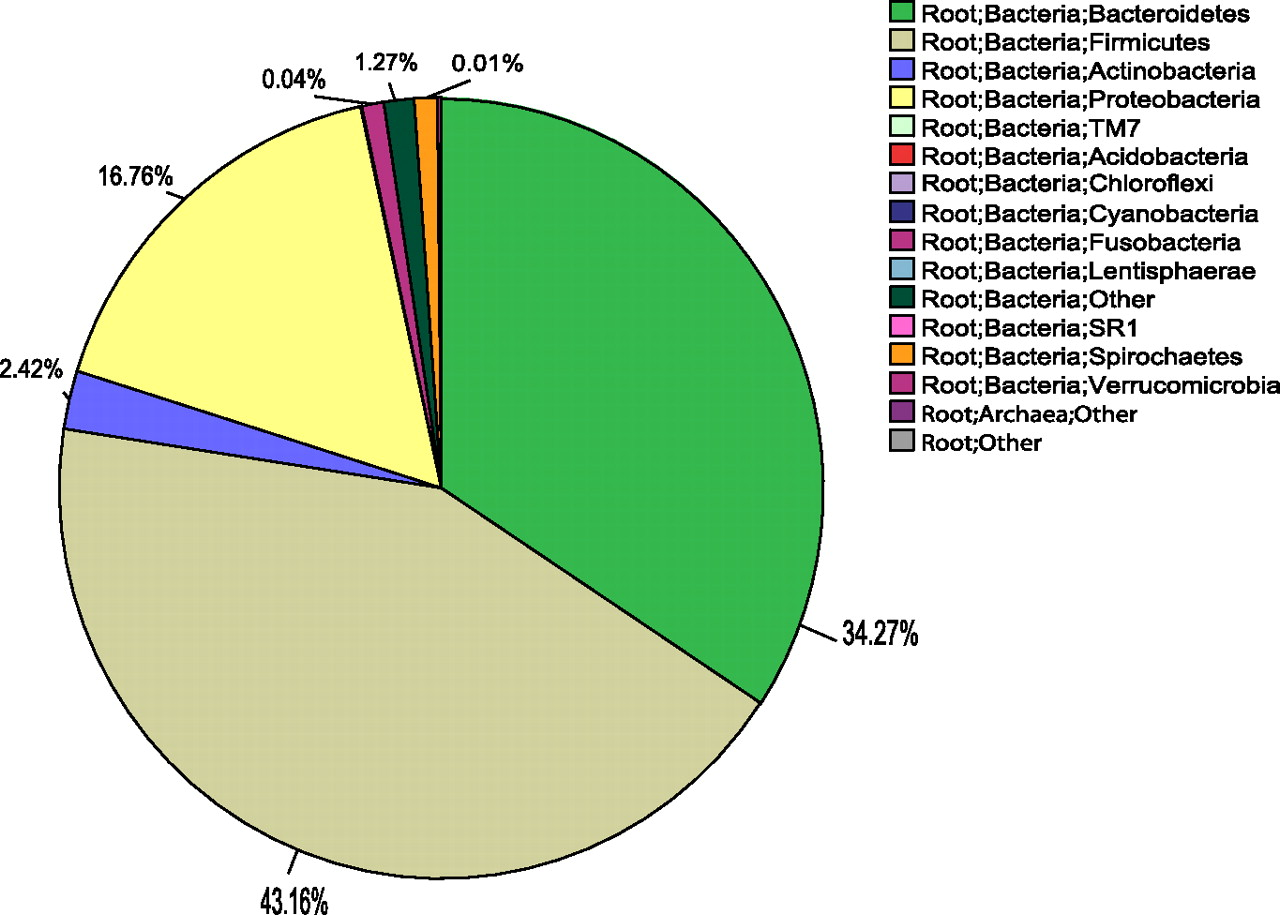 Root;Bacteria;Bacteroidetes
Root;Bacteria;Firmicutes
Root;Bacteria;Actinobacteria
Root;Bacteria;Proteobacteria
Root;Bacteria;TM7
Root;Bacteria;Acidobacteria
Root;Bacteria;Chloroflexi
Root;Bacteria;Cyanobacteria
Root;Bacteria;Fusobacteria
Root;Bacteria;Lentisphaerae
Root;Bacteria;Other
Root;Bacteria;SR1
Root;Bacteria;Spirochaetes
Root;Bacteria;Verrucomicrobia
Root;Archaea;Other
Root;Other
0.04%
1.27%
0.01%
16.76%
2.42%
34.27%
43.16%